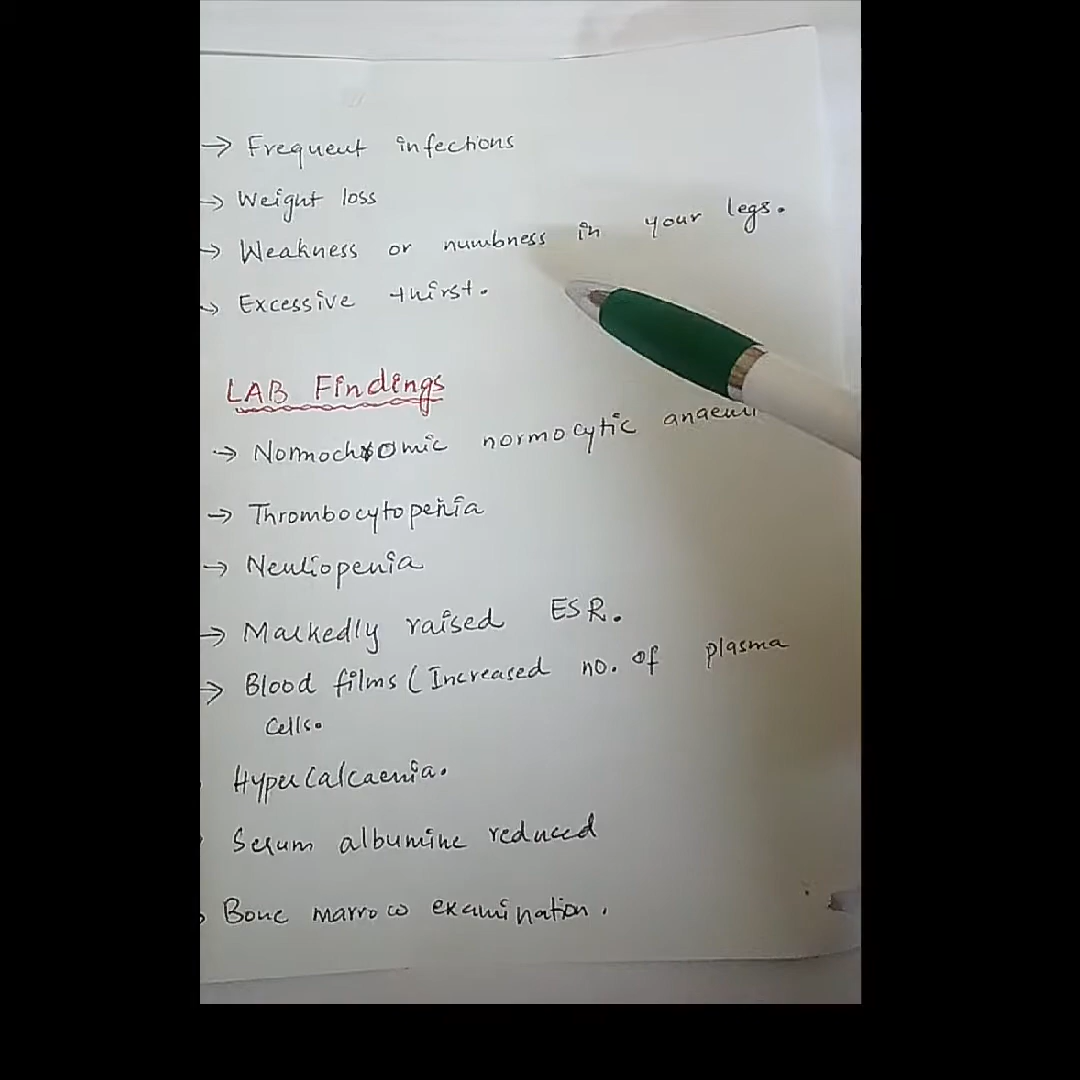 → Frequent infections
→ Weight loss
→ Weakness or numbness in your legs.
→ Excessive thirst.
LAB Findings
→ Normochromic normocytic anaemi
→ Thrombocytopenia
→ Neutropenia
→ Markedly raised ESR.
→ Blood films (Increased no. of plasma
cells.
Hypercalcaemia.
Serum albumine reduced
Bone marrow examination.